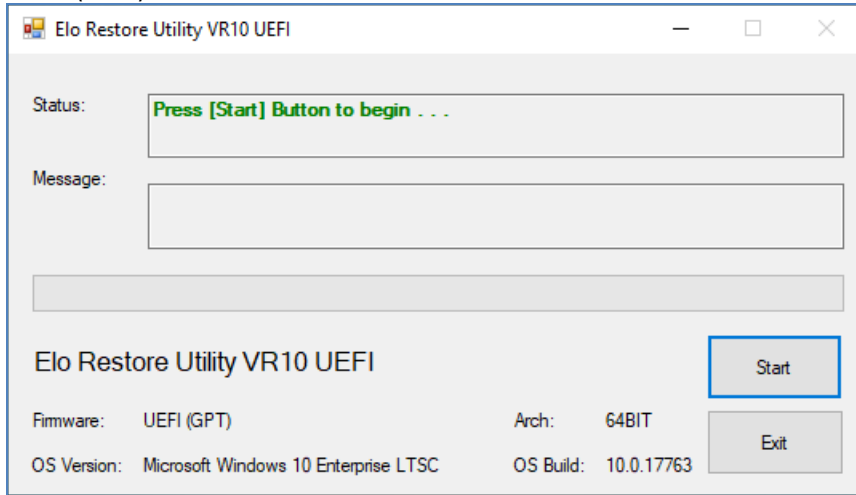 Elo Restore Utility VR10 UEFI
Status: Press [Start] Button to begin . . .
Message:
Elo Restore Utility VR10 UEFI
Start
Firmware: UEFI (GPT) Arch: 64BIT
Exit
OS Version: Microsoft Windows 10 Enterprise LTSC OS Build: 10.0.17763